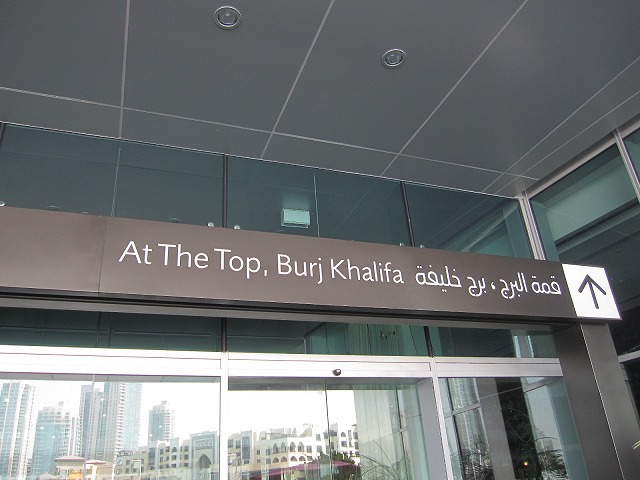 At The Top, Burj Khalifa قمة البرج، برج خليفة